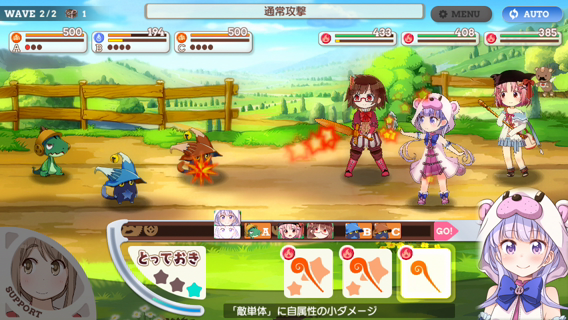 WAVE 2/2 1
通常攻撃
MENU
AUTO
500
A
194
B
500
C
433
408
385
A
B
C
GO!
とっておき
SUPPORT
「敵単体」に自属性の小ダメージ